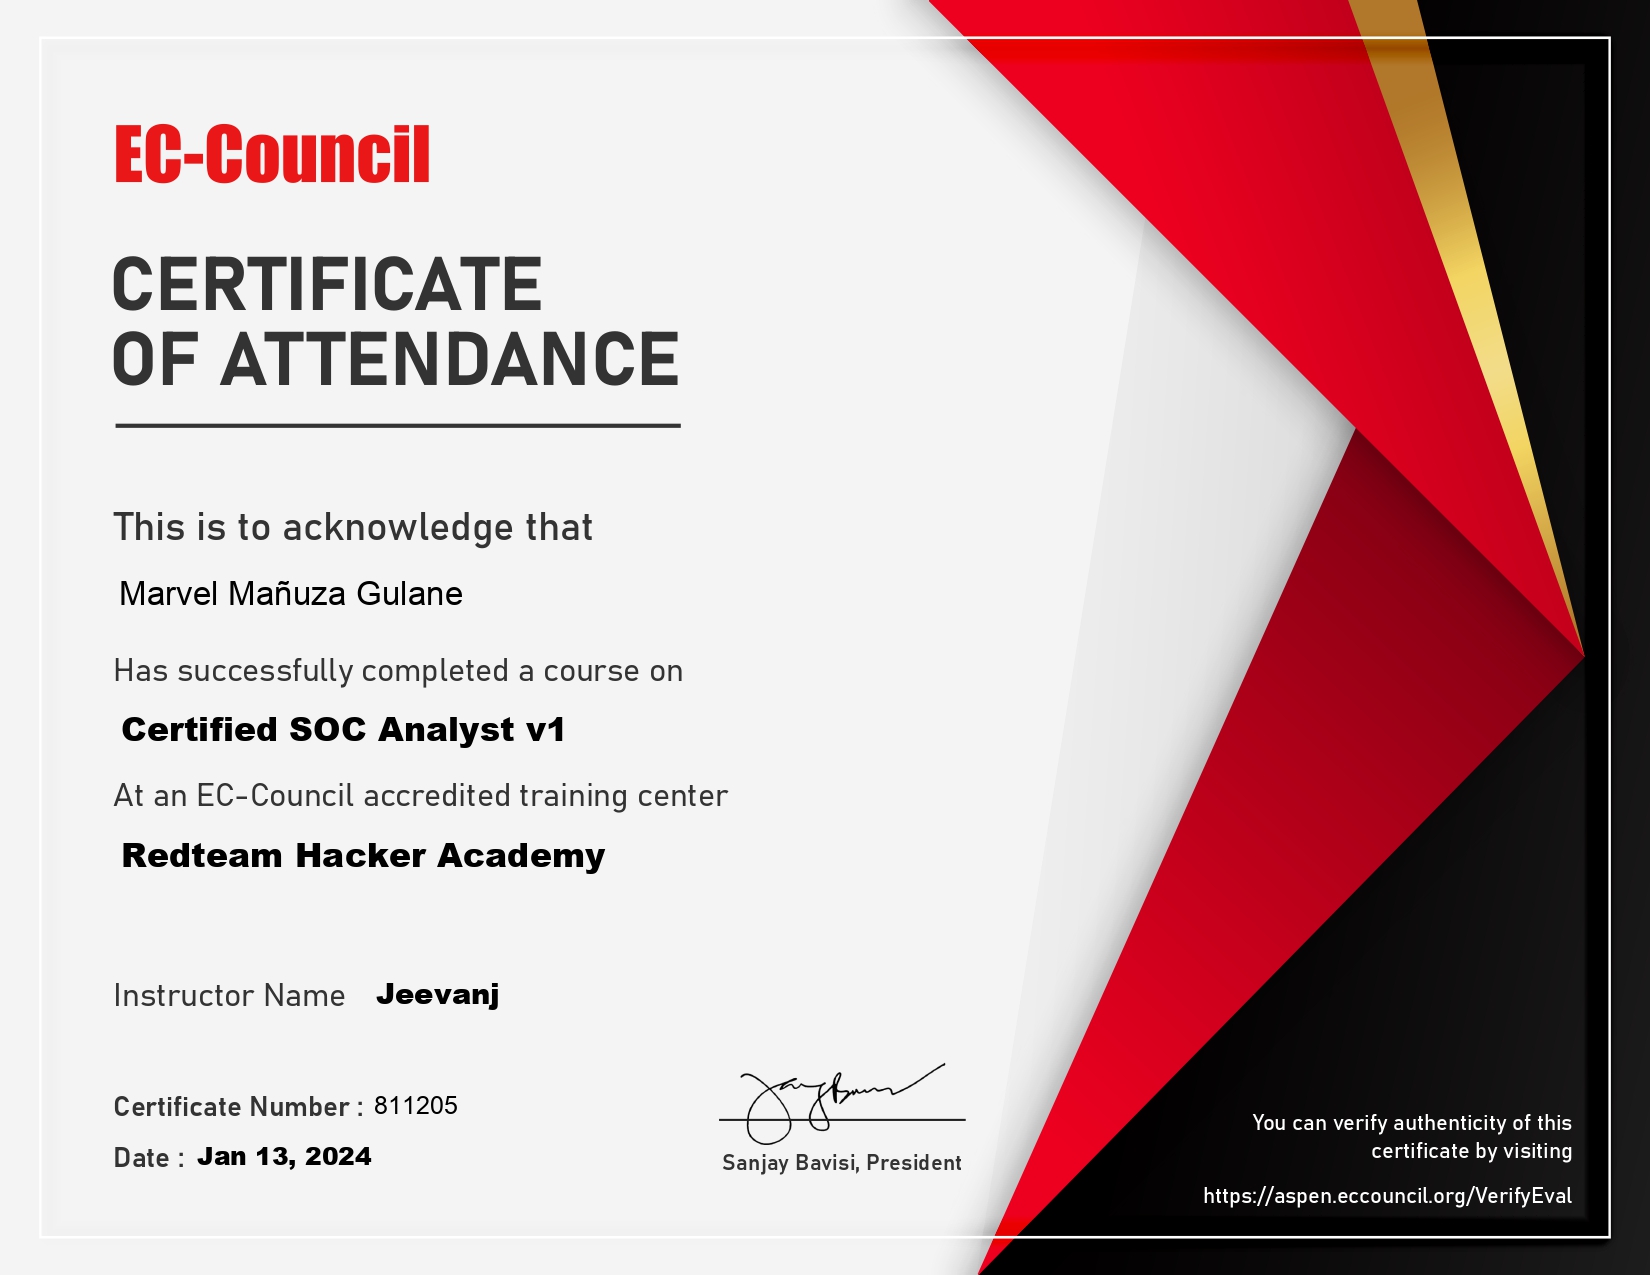 EC-Council
CERTIFICATE
OF ATTENDANCE
This is to acknowledge that
Marvel Mañuza Gulane
Has successfully completed a course on
Certified SOC Analyst v1
At an EC-Council accredited training center
Redteam Hacker Academy
Instructor Name Jeevanj
Certificate Number : 811205
Date : Jan 13, 2024
Sanjay Bavisi, President
You can verify authenticity of this
certificate by visiting
https://aspen.eccouncil.org/VerifyEval